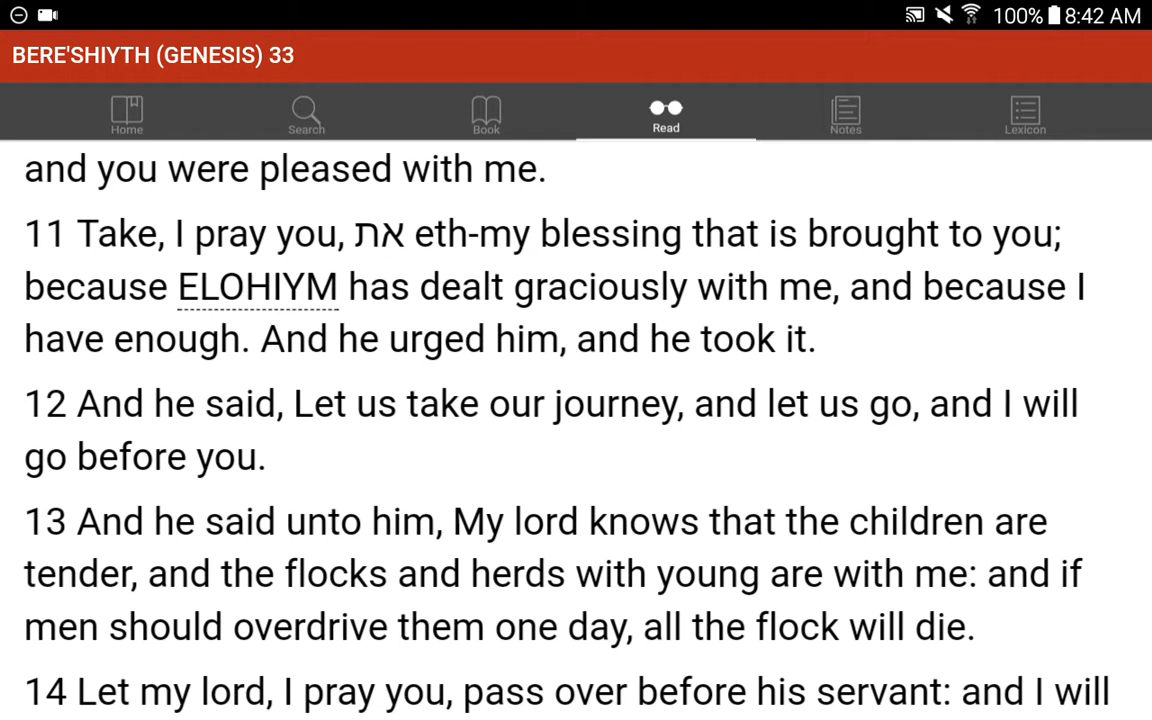 100% 8:42 AM
BERE'SHIYTH (GENESIS) 33
Home Search Book Read Notes Lexicon
and you were pleased with me.
11 Take, I pray you, את eth-my blessing that is brought to you;
because ELOHIYM has dealt graciously with me, and because I
have enough. And he urged him, and he took it.
12 And he said, Let us take our journey, and let us go, and I will
go before you.
13 And he said unto him, My lord knows that the children are
tender, and the flocks and herds with young are with me: and if
men should overdrive them one day, all the flock will die.
14 Let my lord, I pray you, pass over before his servant: and I will